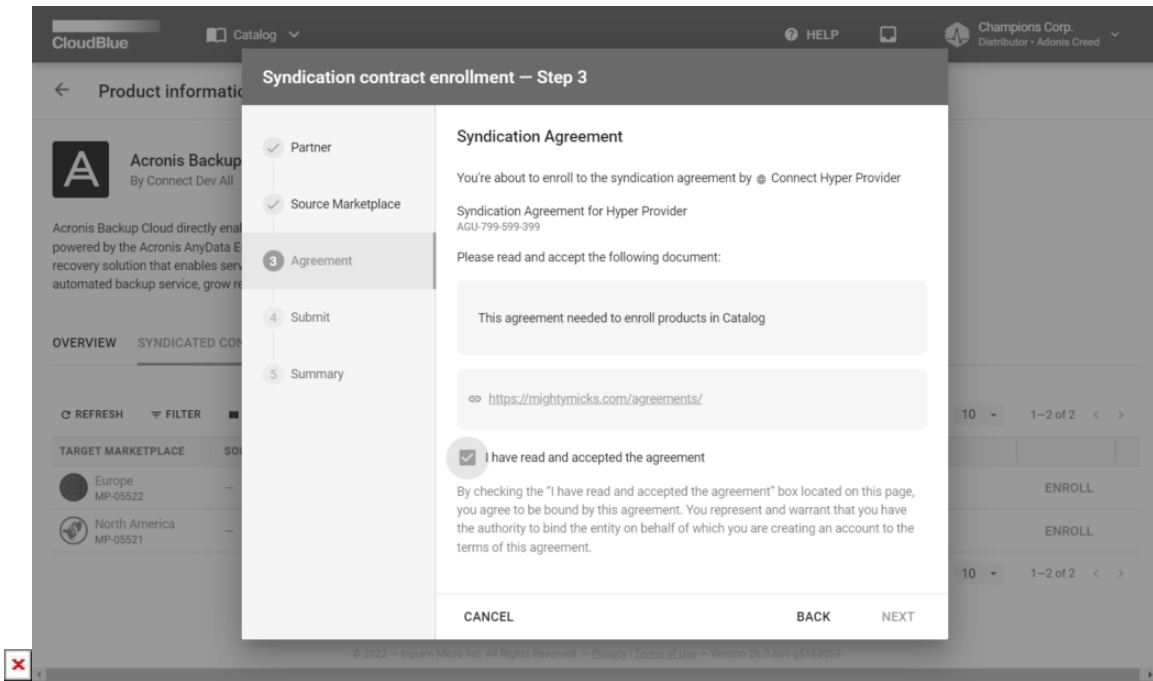 CloudBlue
Catalog
HELP
Champions Corp.
Distributor • Adonis Creed
Product informatio
Syndication contract enrollment — Step 3
Acronis Backup
By Connect Dev All
Acronis Backup Cloud directly enal
powered by the Acronis AnyData E
recovery solution that enables serv
automated backup service, grow re
OVERVIEW SYNDICATED CON
REFRESH FILTER
TARGET MARKETPLACE SOU
Europe —
MP-05522
North America —
MP-05521
Partner
Source Marketplace
3 Agreement
4 Submit
5 Summary
Syndication Agreement
You're about to enroll to the syndication agreement by Connect Hyper Provider
Syndication Agreement for Hyper Provider
AGU-799-599-399
Please read and accept the following document:
This agreement needed to enroll products in Catalog
https://mightymicks.com/agreements/
I have read and accepted the agreement
By checking the "I have read and accepted the agreement" box located on this page,
you agree to be bound by this agreement. You represent and warrant that you have
the authority to bind the entity on behalf of which you are creating an account to the
terms of this agreement.
CANCEL BACK NEXT
10 1–2 of 2 < >
ENROLL
ENROLL
10 1–2 of 2 < >
© 2022 — Ingram Micro Inc. All Rights Reserved. — Privacy | Terms of Use — Version 26.0.860-g5163059